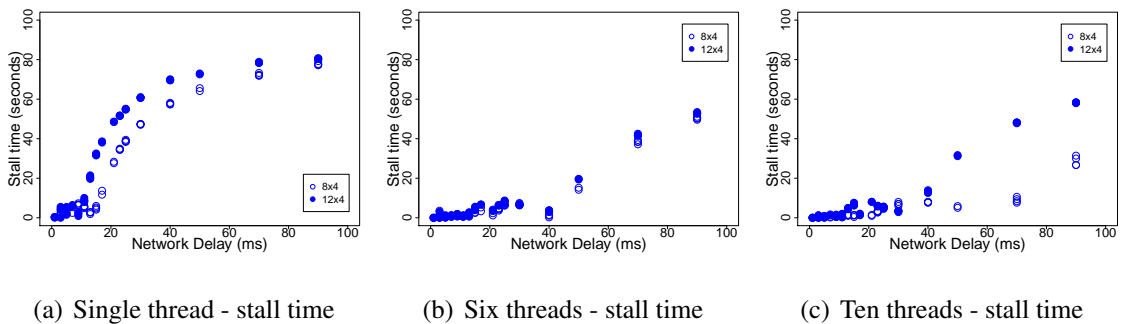 Stall time (seconds)
0 20 40 60 80 100
0 20 40 60 80 100
Network Delay (ms)
8x4
12x4
(a) Single thread - stall time
Stall time (seconds)
0 20 40 60 80 100
0 20 40 60 80 100
Network Delay (ms)
8x4
12x4
(b) Six threads - stall time
Stall time (seconds)
0 20 40 60 80 100
0 20 40 60 80 100
Network Delay (ms)
8x4
12x4
(c) Ten threads - stall time